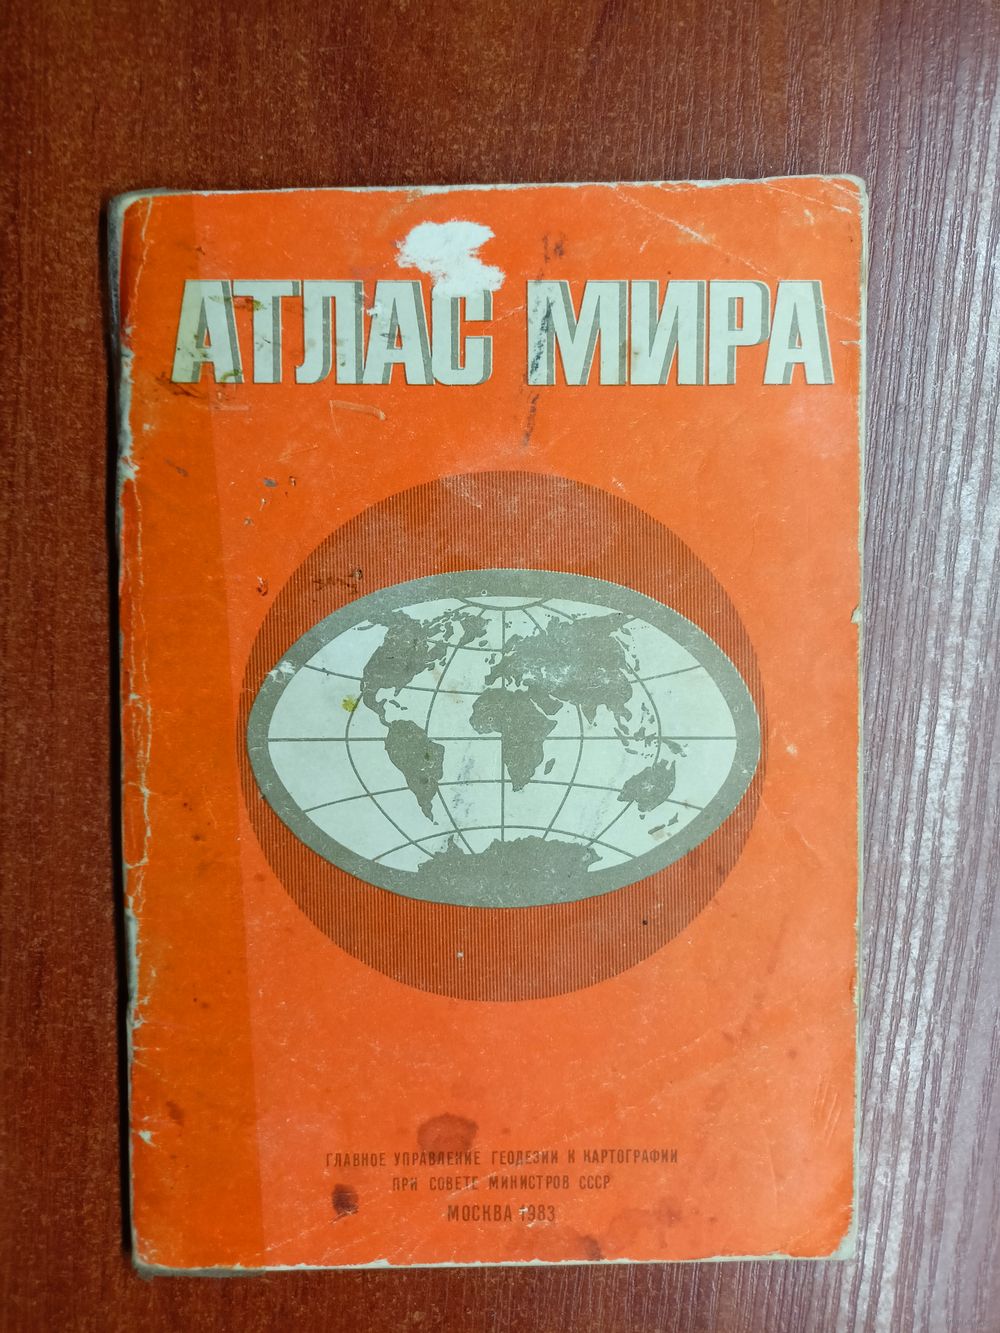 АТЛАС МИРА
ГЛАВНОЕ УПРАВЛЕНИЕ ГЕОДЕЗИИ И КАРТОГРАФИИ
ПРИ СОВЕТЕ МИНИСТРОВ СССР
МОСКВА 1983